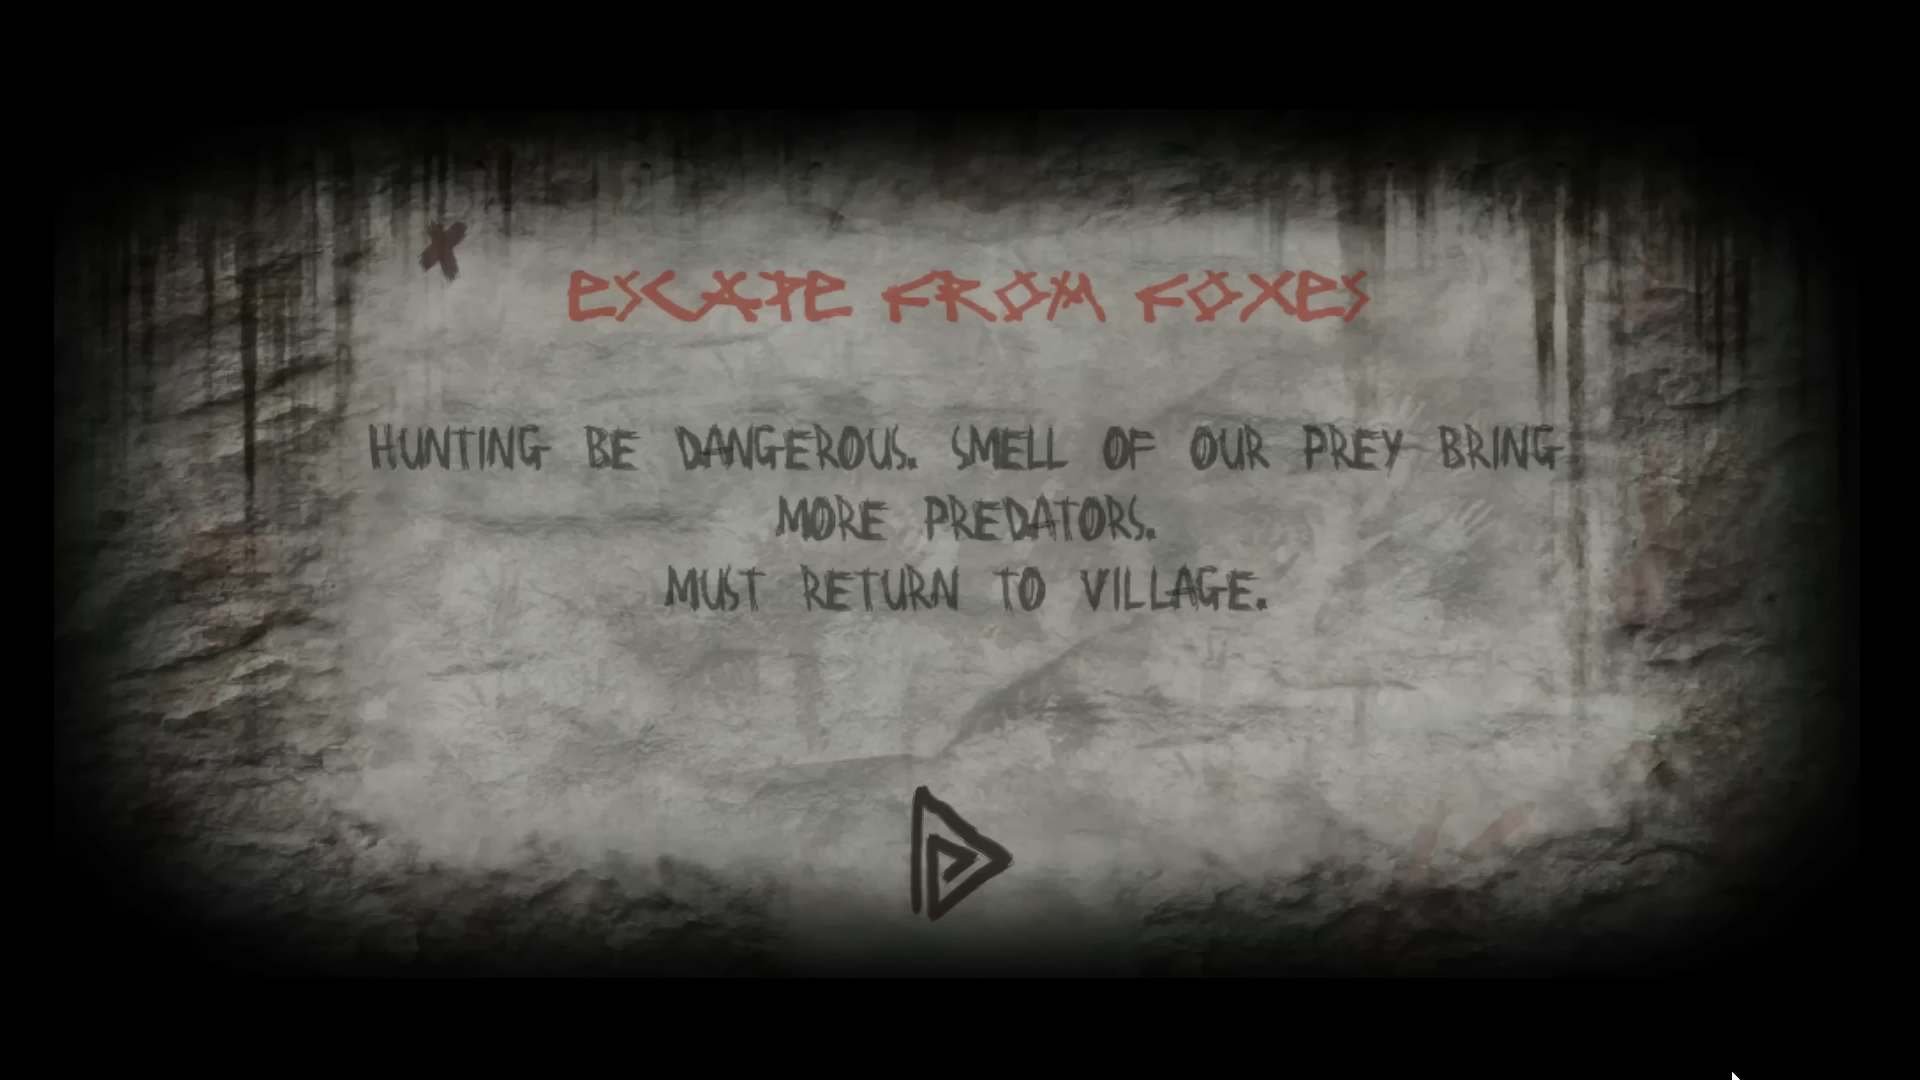 ESCAPE FROM FOXES
HUNTING BE DANGEROUS. SMELL OF OUR PREY BRING
MORE PREDATORS.
MUST RETURN TO VILLAGE.